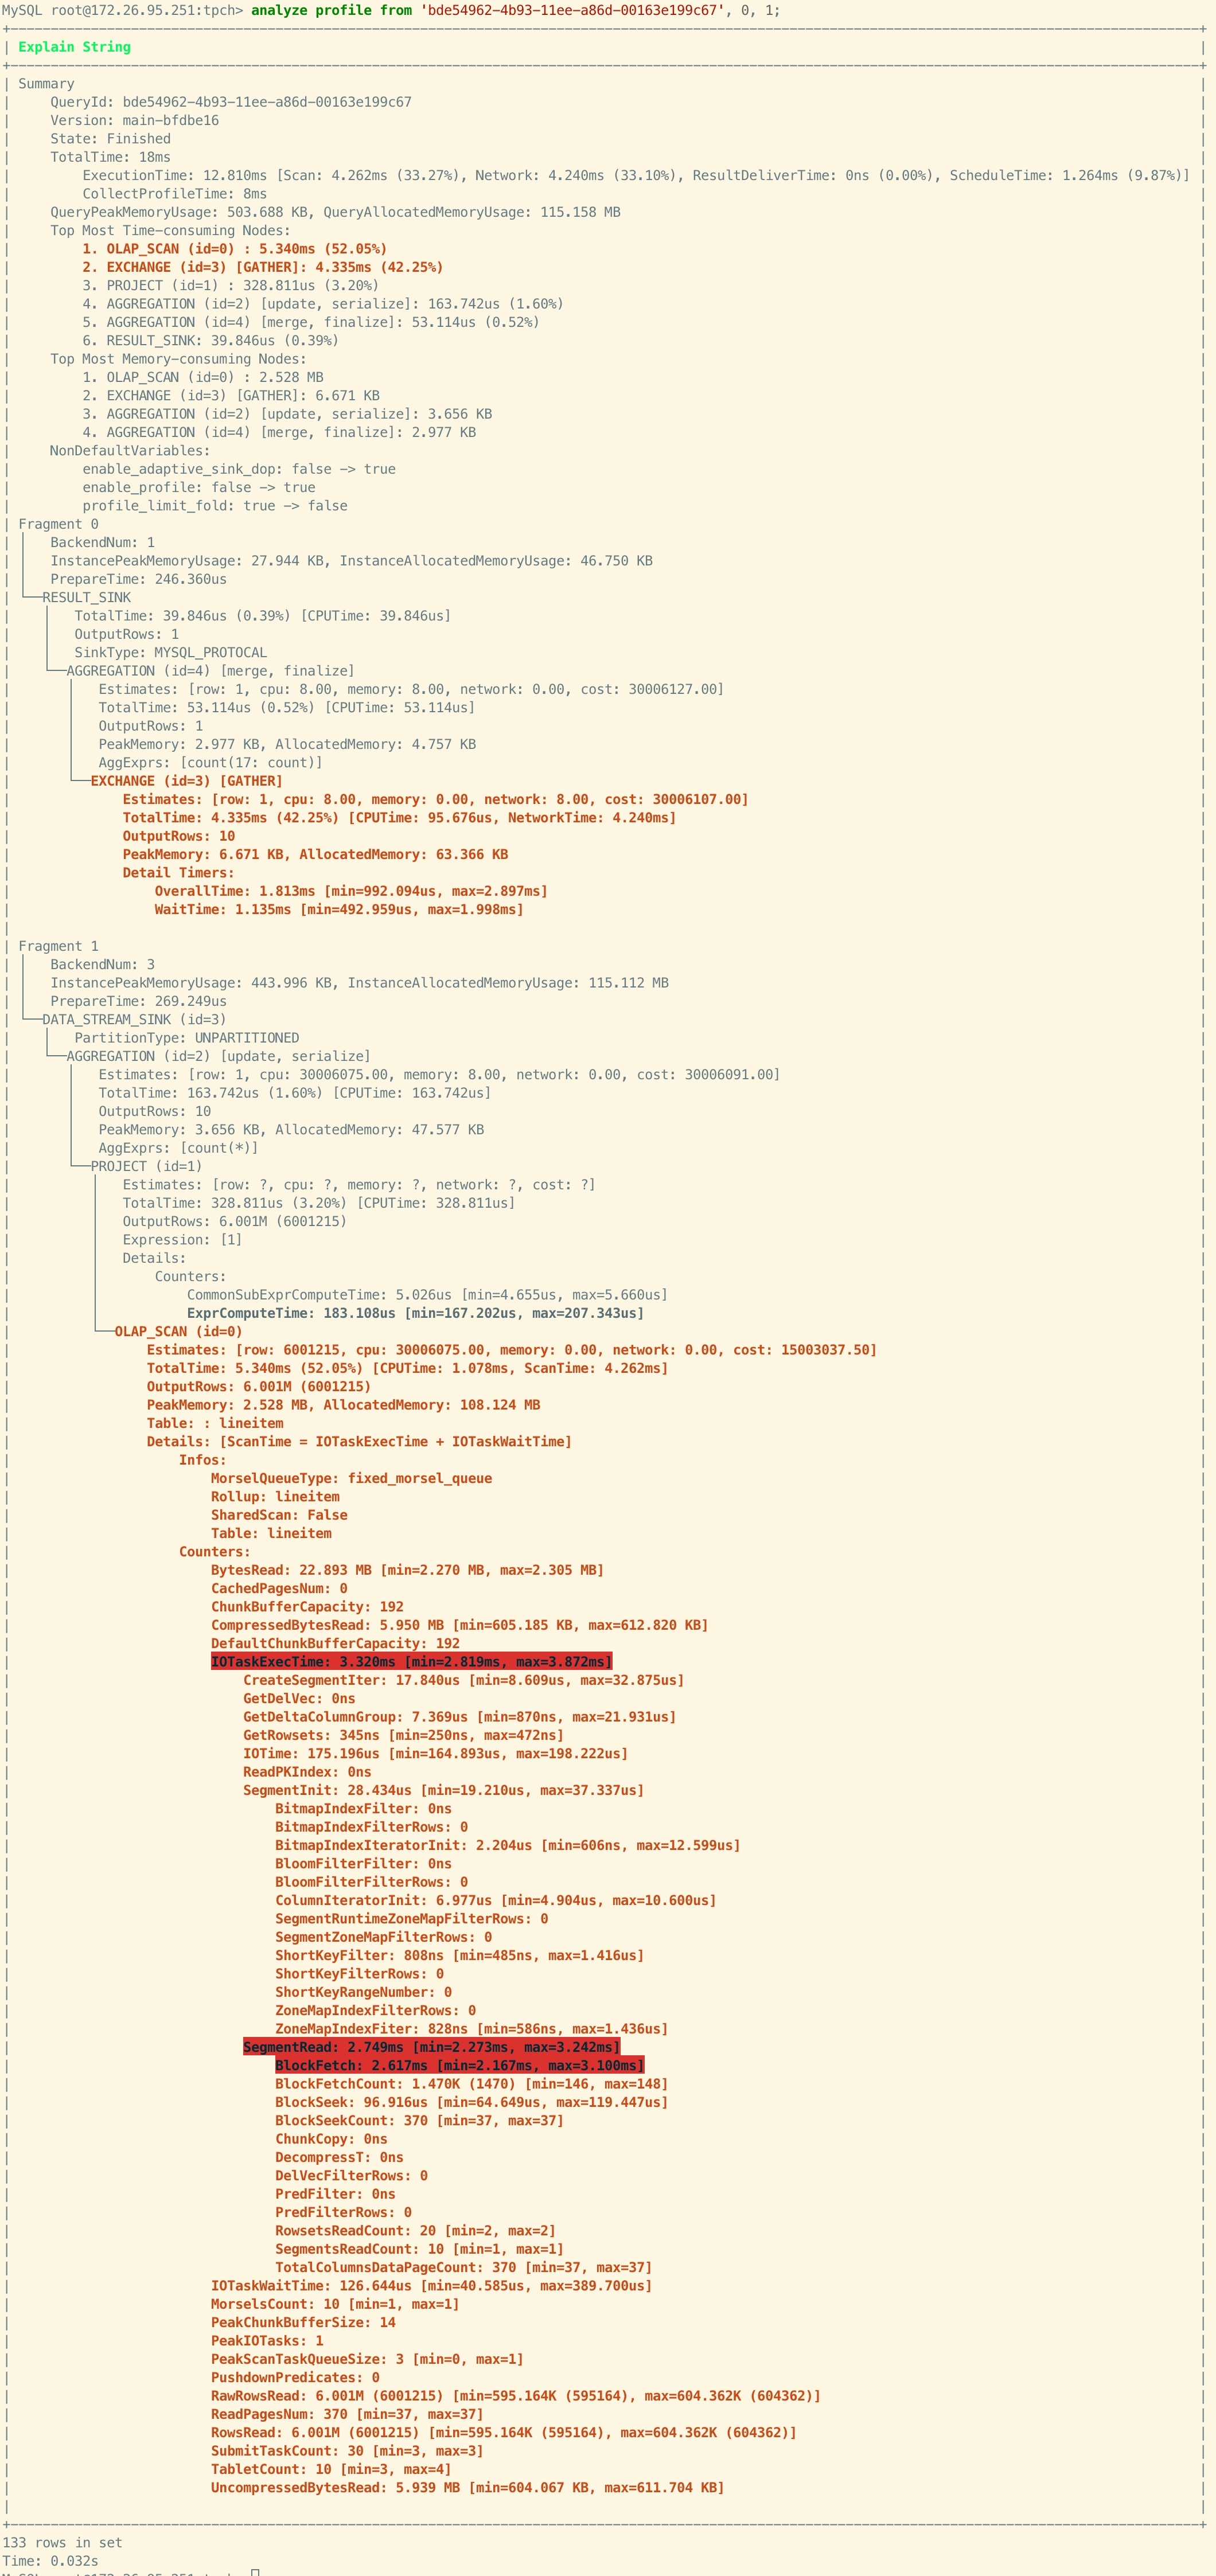 MySQL root@172.26.95.251:tpch> analyze profile from 'bde54962-4b93-11ee-a86d-00163e199c67', 0, 1;
Explain String
Summary
QueryId: bde54962-4b93-11ee-a86d-00163e199c67
Version: main-bfdbe16
State: Finished
TotalTime: 18ms
ExecutionTime: 12.810ms [Scan: 4.262ms (33.27%), Network: 4.240ms (33.10%), ResultDeliverTime: 0ns (0.00%), ScheduleTime: 1.264ms (9.87%)]
CollectProfileTime: 8ms
QueryPeakMemoryUsage: 503.688 KB, QueryAllocatedMemoryUsage: 115.158 MB
Top Most Time-consuming Nodes:
1. OLAP_SCAN (id=0) : 5.340ms (52.05%)
2. EXCHANGE (id=3) [GATHER]: 4.335ms (42.25%)
3. PROJECT (id=1) : 328.811us (3.20%)
4. AGGREGATION (id=2) [update, serialize]: 163.742us (1.60%)
5. AGGREGATION (id=4) [merge, finalize]: 53.114us (0.52%)
6. RESULT_SINK: 39.846us (0.39%)
Top Most Memory-consuming Nodes:
1. OLAP_SCAN (id=0) : 2.528 MB
2. EXCHANGE (id=3) [GATHER]: 6.671 KB
3. AGGREGATION (id=2) [update, serialize]: 3.656 KB
4. AGGREGATION (id=4) [merge, finalize]: 2.977 KB
NonDefaultVariables:
enable_adaptive_sink_dop: false -> true
enable_profile: false -> true
profile_limit_fold: true -> false
Fragment 0
BackendNum: 1
InstancePeakMemoryUsage: 27.944 KB, InstanceAllocatedMemoryUsage: 46.750 KB
PrepareTime: 246.360us
RESULT_SINK
TotalTime: 39.846us (0.39%) [CPUTime: 39.846us]
OutputRows: 1
SinkType: MYSQL_PROTOCAL
AGGREGATION (id=4) [merge, finalize]
Estimates: [row: 1, cpu: 8.00, memory: 8.00, network: 0.00, cost: 30006127.00]
TotalTime: 53.114us (0.52%) [CPUTime: 53.114us]
OutputRows: 1
PeakMemory: 2.977 KB, AllocatedMemory: 4.757 KB
AggExprs: [count(17: count)]
EXCHANGE (id=3) [GATHER]
Estimates: [row: 1, cpu: 8.00, memory: 0.00, network: 8.00, cost: 30006107.00]
TotalTime: 4.335ms (42.25%) [CPUTime: 95.676us, NetworkTime: 4.240ms]
OutputRows: 10
PeakMemory: 6.671 KB, AllocatedMemory: 63.366 KB
Detail Timers:
OverallTime: 1.813ms [min=992.094us, max=2.897ms]
WaitTime: 1.135ms [min=492.959us, max=1.998ms]
Fragment 1
BackendNum: 3
InstancePeakMemoryUsage: 443.996 KB, InstanceAllocatedMemoryUsage: 115.112 MB
PrepareTime: 269.249us
DATA_STREAM_SINK (id=3)
PartitionType: UNPARTITIONED
AGGREGATION (id=2) [update, serialize]
Estimates: [row: 1, cpu: 30006075.00, memory: 8.00, network: 0.00, cost: 30006091.00]
TotalTime: 163.742us (1.60%) [CPUTime: 163.742us]
OutputRows: 10
PeakMemory: 3.656 KB, AllocatedMemory: 47.577 KB
AggExprs: [count(*)]
PROJECT (id=1)
Estimates: [row: ?, cpu: ?, memory: ?, network: ?, cost: ?]
TotalTime: 328.811us (3.20%) [CPUTime: 328.811us]
OutputRows: 6.001M (6001215)
Expression: [1]
Details:
Counters:
CommonSubExprComputeTime: 5.026us [min=4.655us, max=5.660us]
ExprComputeTime: 183.108us [min=167.202us, max=207.343us]
OLAP_SCAN (id=0)
Estimates: [row: 6001215, cpu: 30006075.00, memory: 0.00, network: 0.00, cost: 15003037.50]
TotalTime: 5.340ms (52.05%) [CPUTime: 1.078ms, ScanTime: 4.262ms]
OutputRows: 6.001M (6001215)
PeakMemory: 2.528 MB, AllocatedMemory: 108.124 MB
Table: : lineitem
Details: [ScanTime = IOTaskExecTime + IOTaskWaitTime]
Infos:
MorselQueueType: fixed_morsel_queue
Rollup: lineitem
SharedScan: False
Table: lineitem
Counters:
BytesRead: 22.893 MB [min=2.270 MB, max=2.305 MB]
CachedPagesNum: 0
ChunkBufferCapacity: 192
CompressedBytesRead: 5.950 MB [min=605.185 KB, max=612.820 KB]
DefaultChunkBufferCapacity: 192
IOTaskExecTime: 3.320ms [min=2.819ms, max=3.872ms]
CreateSegmentIter: 17.840us [min=8.609us, max=32.875us]
GetDelVec: 0ns
GetDeltaColumnGroup: 7.369us [min=870ns, max=21.931us]
GetRowsets: 345ns [min=250ns, max=472ns]
IOTime: 175.196us [min=164.893us, max=198.222us]
ReadPKIndex: 0ns
SegmentInit: 28.434us [min=19.210us, max=37.337us]
BitmapIndexFilter: 0ns
BitmapIndexFilterRows: 0
BitmapIndexIteratorInit: 2.204us [min=606ns, max=12.599us]
BloomFilterFilter: 0ns
BloomFilterFilterRows: 0
ColumnIteratorInit: 6.977us [min=4.904us, max=10.600us]
SegmentRuntimeZoneMapFilterRows: 0
SegmentZoneMapFilterRows: 0
ShortKeyFilter: 808ns [min=485ns, max=1.416us]
ShortKeyFilterRows: 0
ShortKeyRangeNumber: 0
ZoneMapIndexFilterRows: 0
ZoneMapIndexFiter: 828ns [min=586ns, max=1.436us]
SegmentRead: 2.749ms [min=2.273ms, max=3.242ms]
BlockFetch: 2.617ms [min=2.167ms, max=3.100ms]
BlockFetchCount: 1.470K (1470) [min=146, max=148]
BlockSeek: 96.916us [min=64.649us, max=119.447us]
BlockSeekCount: 370 [min=37, max=37]
ChunkCopy: 0ns
DecompressT: 0ns
DelVecFilterRows: 0
PredFilter: 0ns
PredFilterRows: 0
RowsetsReadCount: 20 [min=2, max=2]
SegmentsReadCount: 10 [min=1, max=1]
TotalColumnsDataPageCount: 370 [min=37, max=37]
IOTaskWaitTime: 126.644us [min=40.585us, max=389.700us]
MorselsCount: 10 [min=1, max=1]
PeakChunkBufferSize: 14
PeakIOTasks: 1
PeakScanTaskQueueSize: 3 [min=0, max=1]
PushdownPredicates: 0
RawRowsRead: 6.001M (6001215) [min=595.164K (595164), max=604.362K (604362)]
ReadPagesNum: 370 [min=37, max=37]
RowsRead: 6.001M (6001215) [min=595.164K (595164), max=604.362K (604362)]
SubmitTaskCount: 30 [min=3, max=3]
TabletCount: 10 [min=3, max=4]
UncompressedBytesRead: 5.939 MB [min=604.067 KB, max=611.704 KB]
133 rows in set
Time: 0.032s